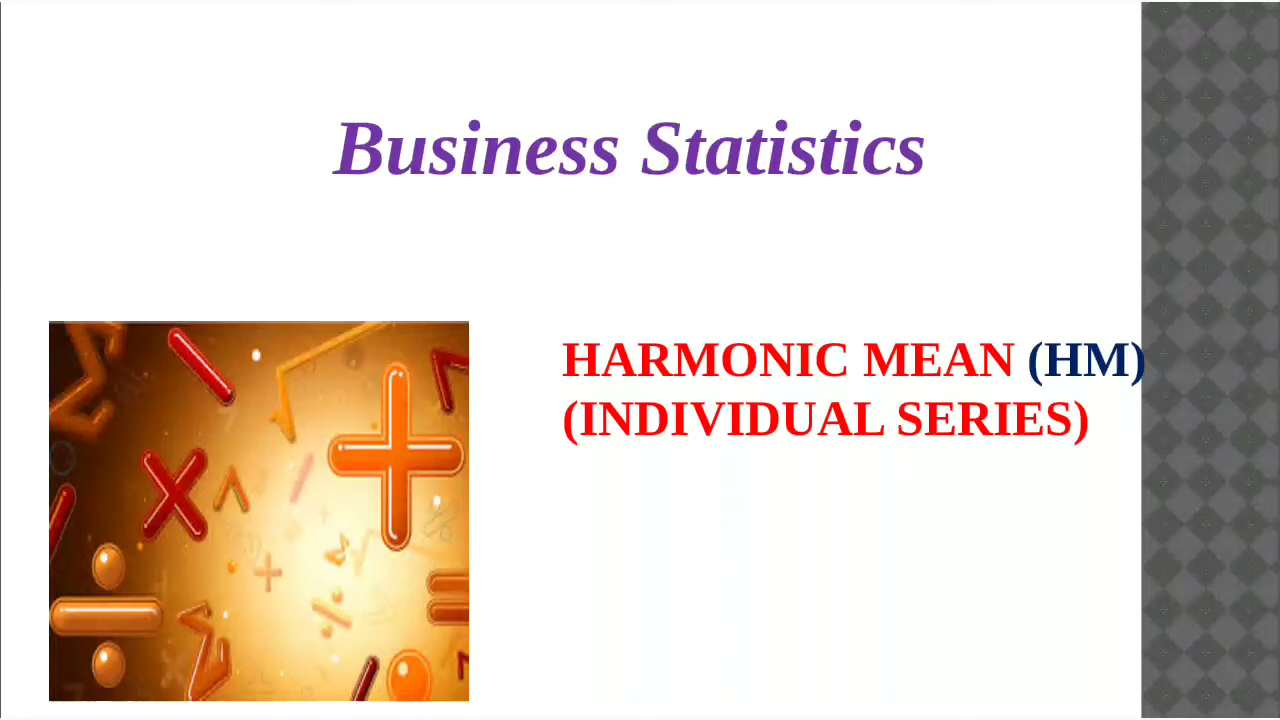 Business Statistics
HARMONIC MEAN (HM)
(INDIVIDUAL SERIES)